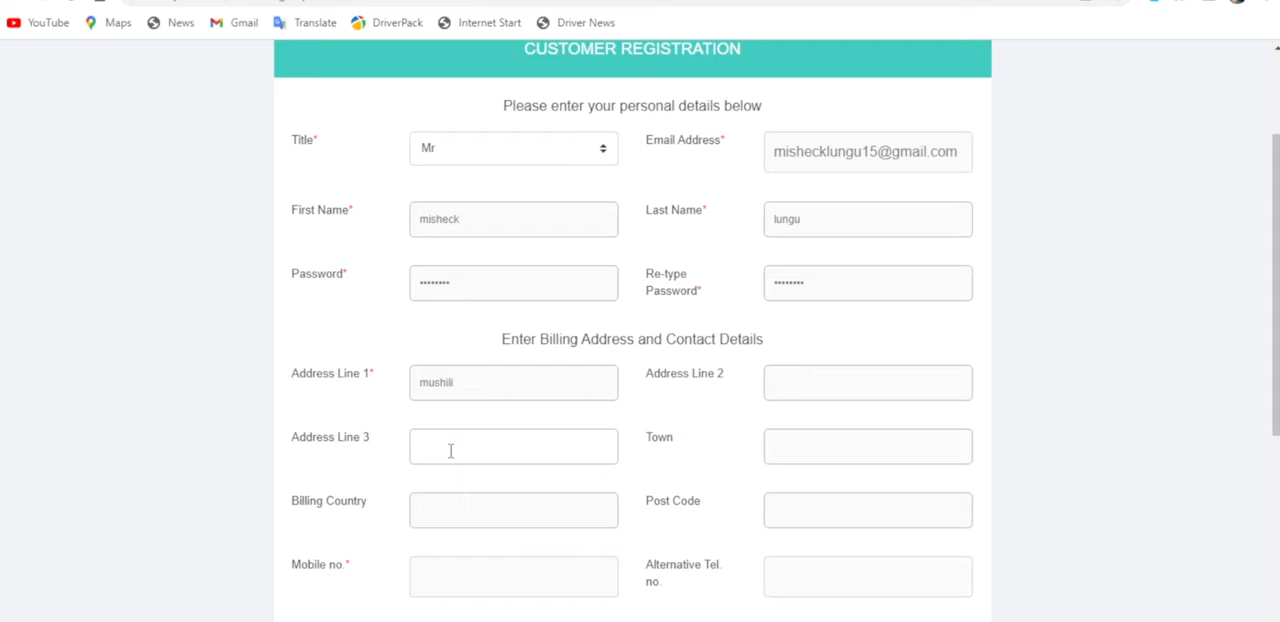 YouTube Maps News Gmail Translate DriverPack Internet Start Driver News
CUSTOMER REGISTRATION
Please enter your personal details below
Title* Mr Email Address* mishecklungu15@gmail.com
First Name* misheck Last Name* lungu
Password* •••••••• Re-type
Password* ••••••••
Enter Billing Address and Contact Details
Address Line 1* mushili Address Line 2
Address Line 3 Town
Billing Country Post Code
Mobile no.* Alternative Tel.
no.